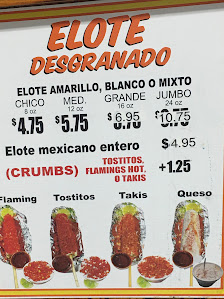 ELOTE
DESGRANADO
ELOTE AMARILLO, BLANCO O MIXTO
CHICO MED. GRANDE JUMBO
8 oz 12 oz 16 oz 24 oz
$4.75 $5.75 $6.95 $10.75
Elote mexicano entero $4.95
(CRUMBS) TOSTITOS, FLAMINGS HOT, O TAKIS +1.25
Flaming Tostitos Takis Queso